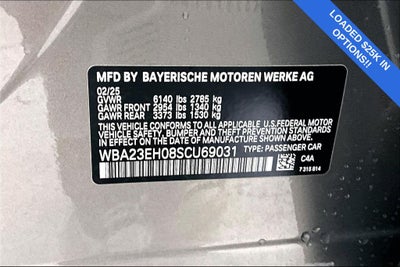 LOADED $25K IN
OPTIONS!!
MFD BY BAYERISCHE MOTOREN WERKE AG
02/25
GVWR 6140 lbs 2785 kg
GAWR FRONT 2954 lbs 1340 kg
GAWR REAR 3373 lbs 1530 kg
THIS VEHICLE CONFORMS TO ALL APPLICABLE U.S.FEDERAL MOTOR
VEHICLE SAFETY, BUMPER, AND THEFT PREVENTION STANDARDS IN EFFECT
ON THE DATE OF MANUFACTURE SHOWN ABOVE.
WBA23EH08SCU69031 TYPE: PASSENGER CAR
C4A
7 315 814